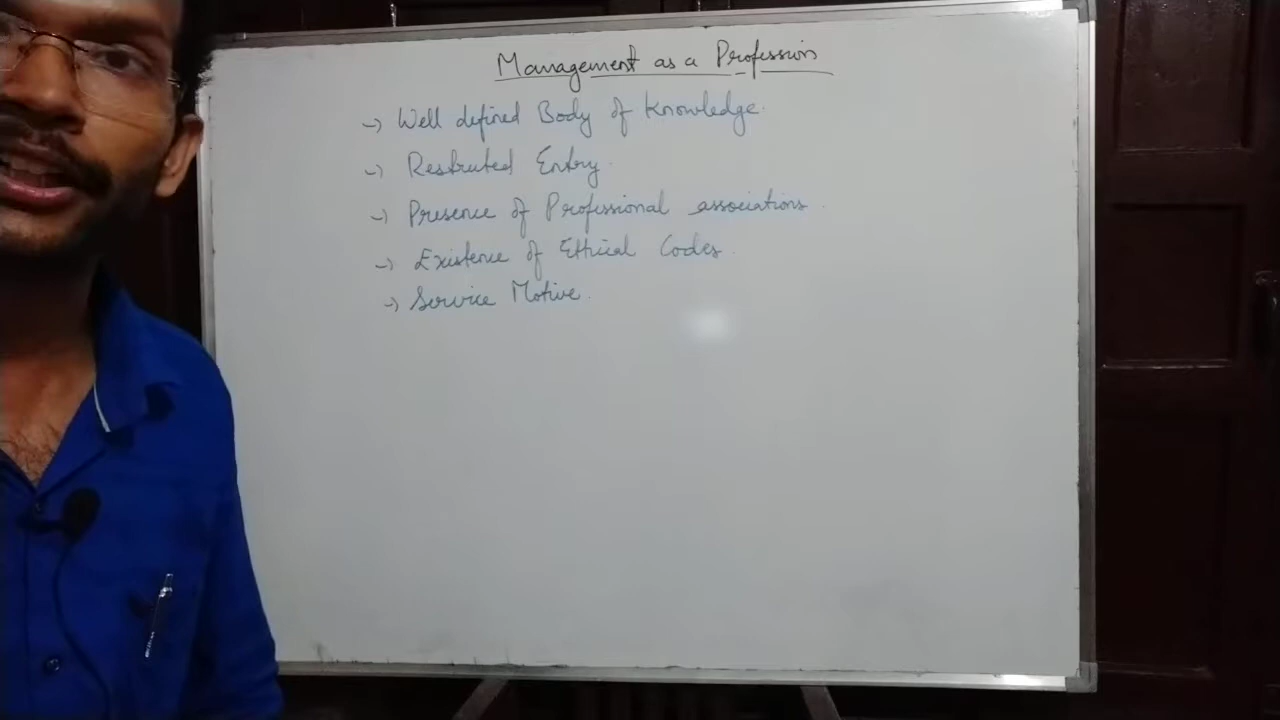 Management as a Profession
→ Well defined Body of Knowledge.
→ Restricted Entry.
→ Presence of Professional associations.
→ Existence of Ethical Codes.
→ Service Motive.